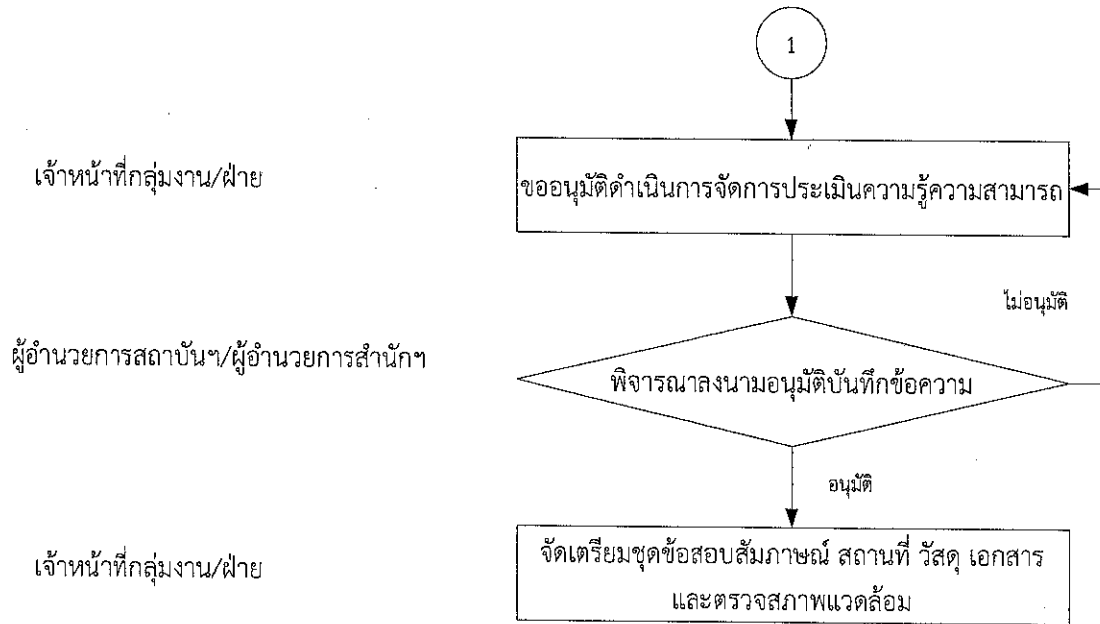 1
เจ้าหน้าที่กลุ่มงาน/ฝ่าย
ขออนุมัติดำเนินการจัดการประเมินความรู้ความสามารถ
ไม่อนุมัติ
ผู้อำนวยการสถาบันฯ/ผู้อำนวยการสำนักฯ
พิจารณาลงนามอนุมัติบันทึกข้อความ
อนุมัติ
เจ้าหน้าที่กลุ่มงาน/ฝ่าย
จัดเตรียมชุดข้อสอบสัมภาษณ์ สถานที่ วัสดุ เอกสาร
และตรวจสภาพแวดล้อม